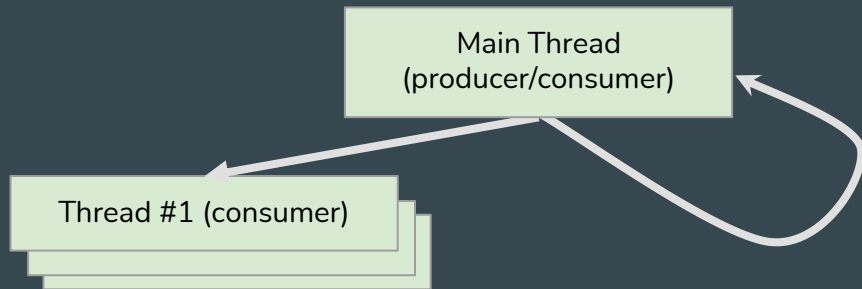 Main Thread
(producer/consumer)
Thread #1 (consumer)